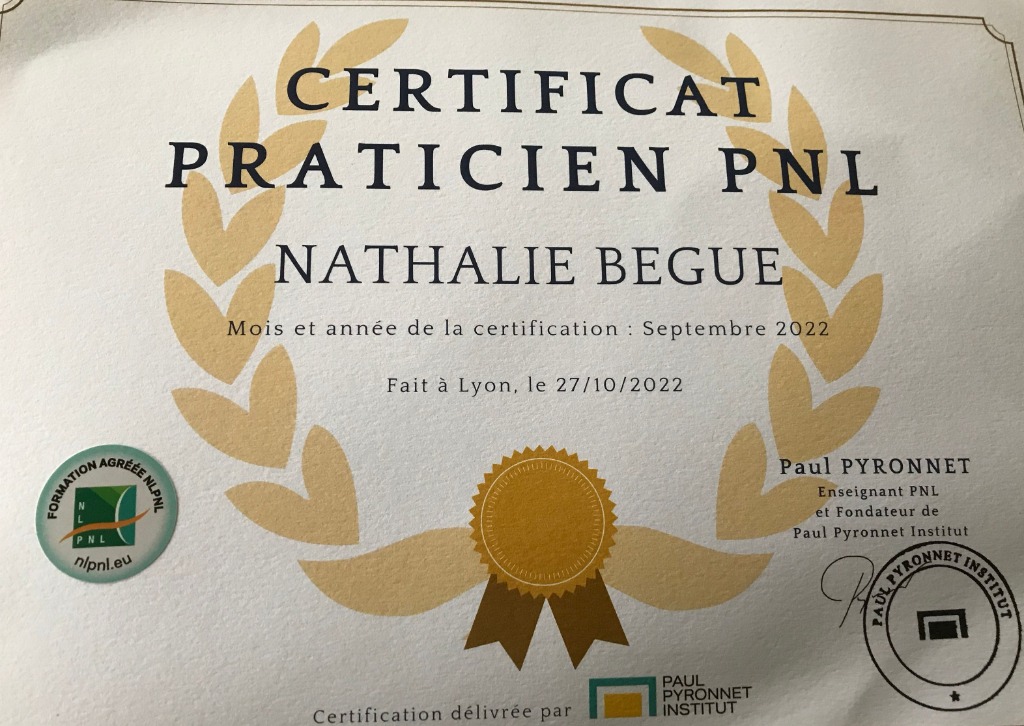 CERTIFICAT
PRATICIEN PNL
NATHALIE BEGUE
Mois et année de la certification : Septembre 2022
Fait à Lyon, le 27/10/2022
FORMATION AGRÉÉE NLPNL
N
L
PNL
nlpnl.eu
Paul PYRONNET
Enseignant PNL
et Fondateur de
Paul Pyronnet Institut
PAUL PYRONNET INSTITUT
Certification délivrée par
PAUL
PYRONNET
INSTITUT